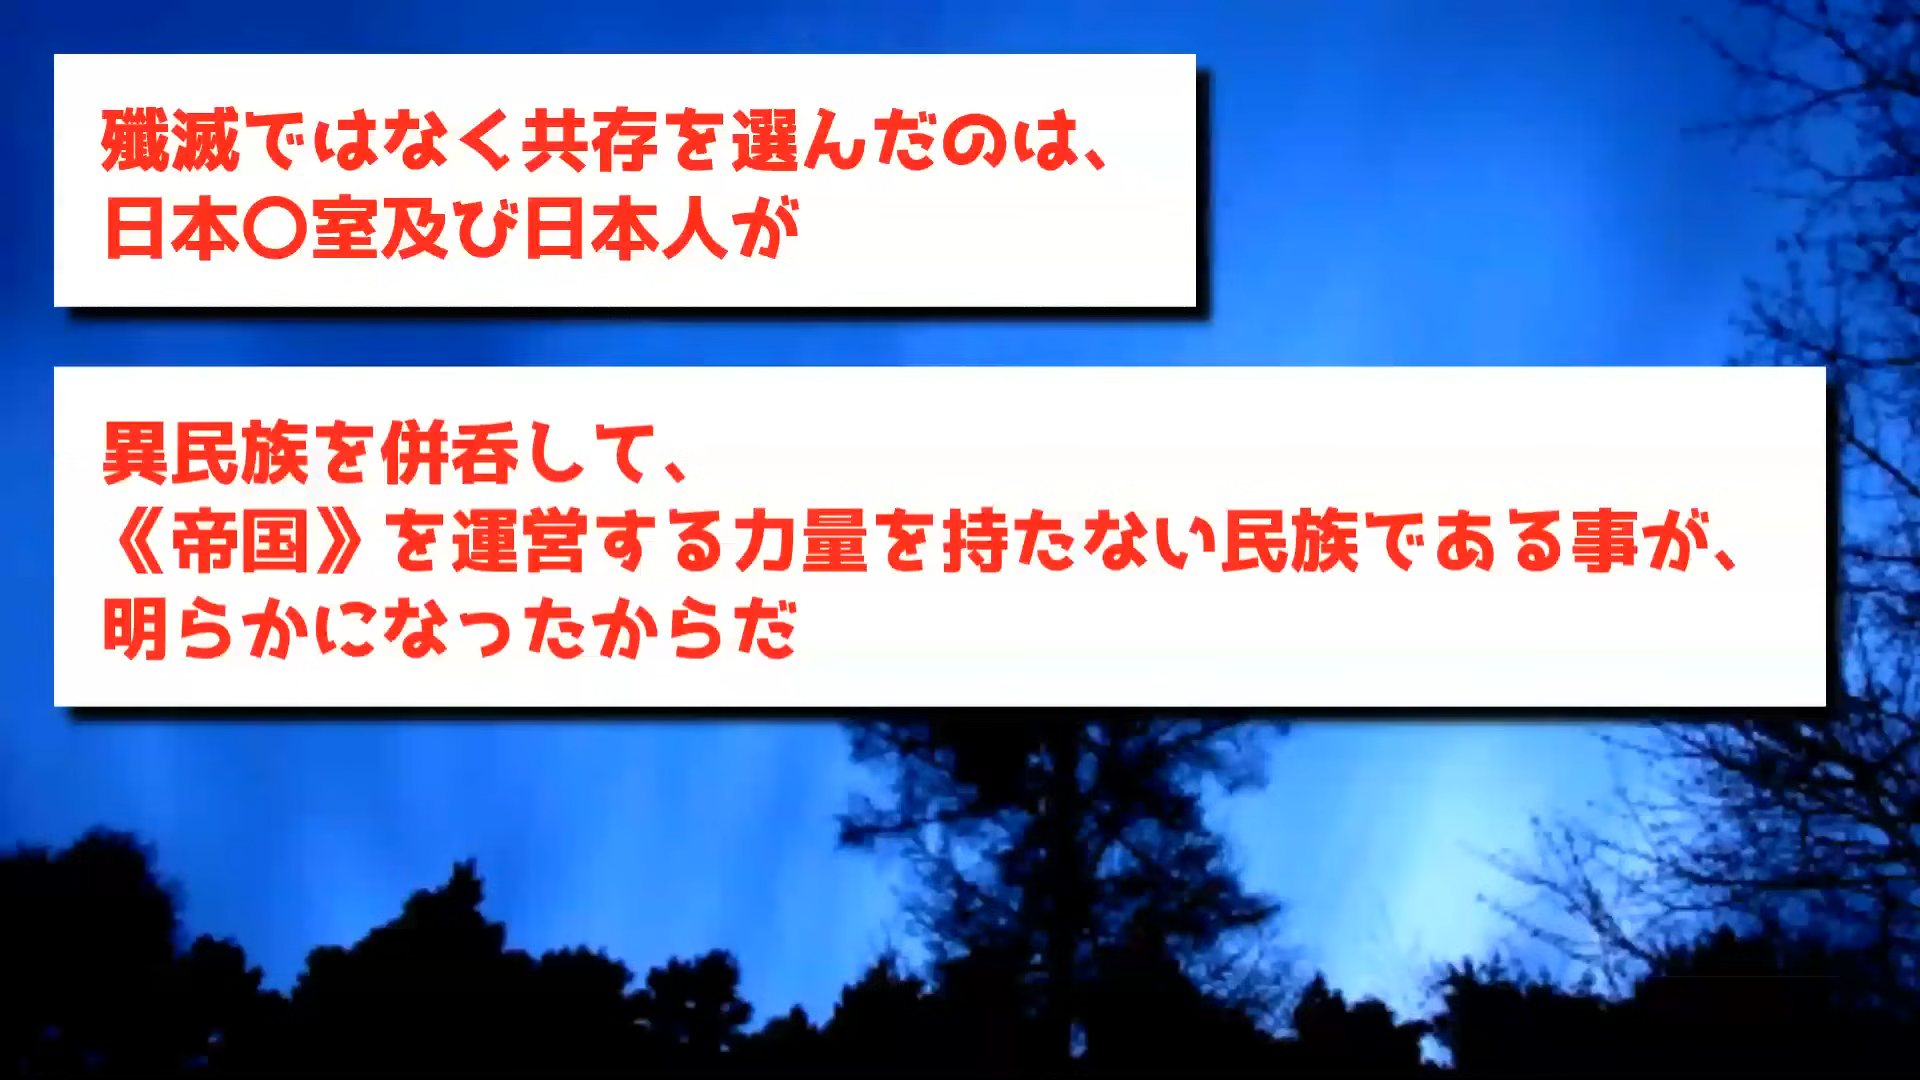 殲滅ではなく共存を選んだのは、
日本〇室及び日本人が
異民族を併呑して、
《帝国》を運営する力量を持たない民族である事が、
明らかになったからだ